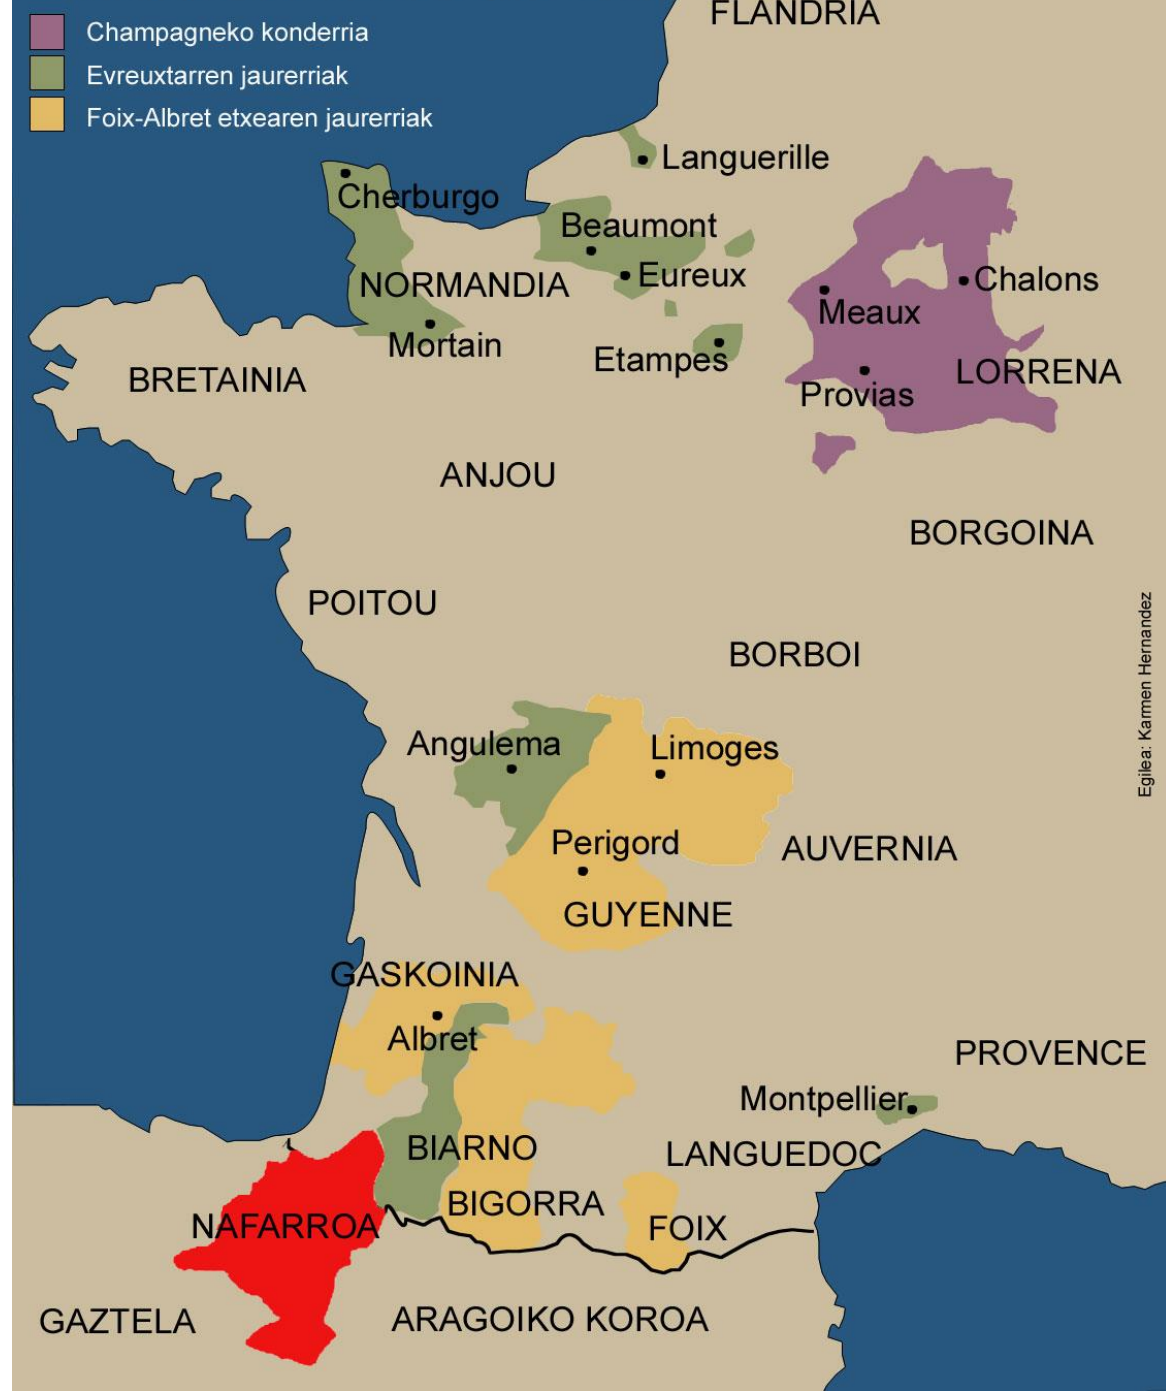 FLANDRIA
Champagneko konderria
Evreuxtarren jaurerriak
Foix-Albret etxearen jaurerriak
Languerille
Cherburgo
Beaumont
Eureux
Chalons
NORMANDIA
Meaux
Mortain
Etampes
BRETAINIA
LORRENA
Provias
ANJOU
BORGOINA
POITOU
BORBOI
Egilea: Karmen Hernandez
Angulema
Limoges
Perigord
AUVERNIA
GUYENNE
GASKOINIA
Albret
PROVENCE
Montpellier
BIARNO
LANGUEDOC
BIGORRA
NAFARROA
FOIX
GAZTELA
ARAGOIKO KOROA